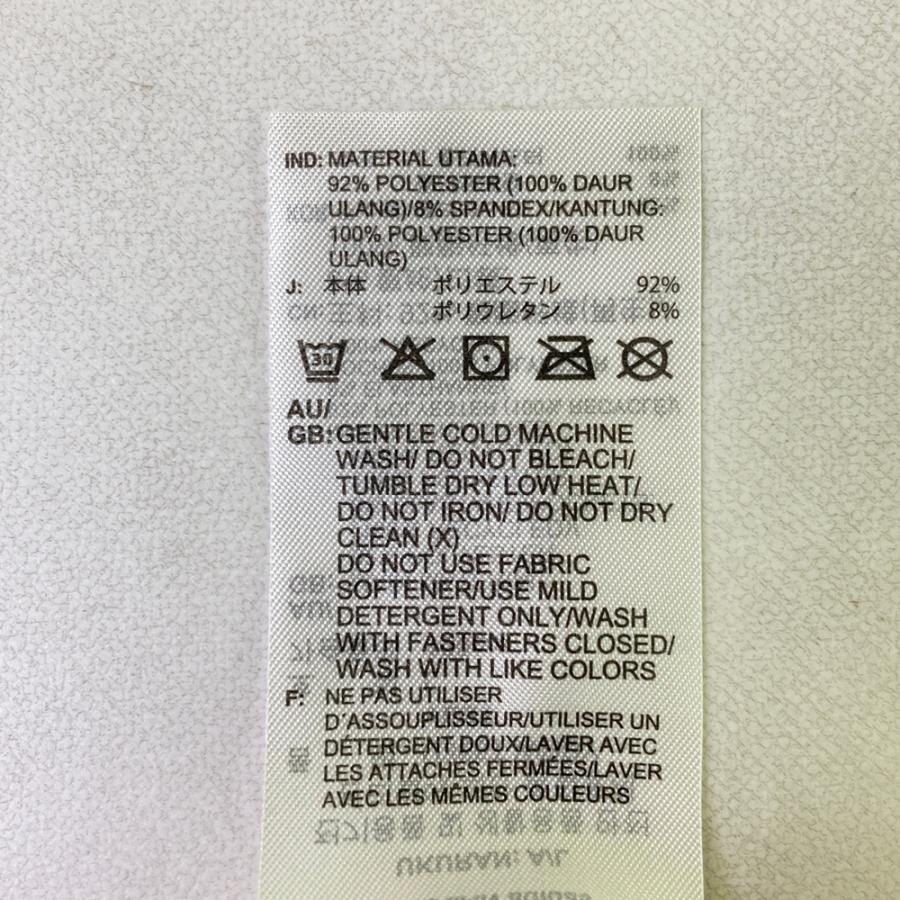 IND: MATERIAL UTAMA:
92% POLYESTER (100% DAUR
ULANG)/8% SPANDEX/KANTUNG:
100% POLYESTER (100% DAUR
ULANG)
J: 本体 ポリエステル 92%
ポリウレタン 8%
30
AU/
GB: GENTLE COLD MACHINE
WASH/ DO NOT BLEACH/
TUMBLE DRY LOW HEAT/
DO NOT IRON/ DO NOT DRY
CLEAN (X)
DO NOT USE FABRIC
SOFTENER/USE MILD
DETERGENT ONLY/WASH
WITH FASTENERS CLOSED/
WASH WITH LIKE COLORS
F: NE PAS UTILISER
D´ASSOUPLISSEUR/UTILISER UN
DÉTERGENT DOUX/LAVER AVEC
LES ATTACHES FERMÉES/LAVER
AVEC LES MÊMES COULEURS
UKURAN: A/L